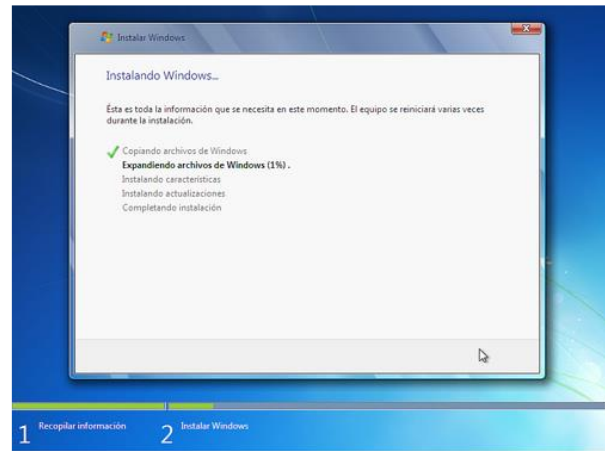 Instalar Windows
Instalando Windows...
Ésta es toda la información que se necesita en este momento. El equipo se reiniciará varias veces
durante la instalación.
Copiando archivos de Windows
Expandiendo archivos de Windows (1%) .
Instalando características
Instalando actualizaciones
Completando instalación
1 Recopilar información 2 Instalar Windows